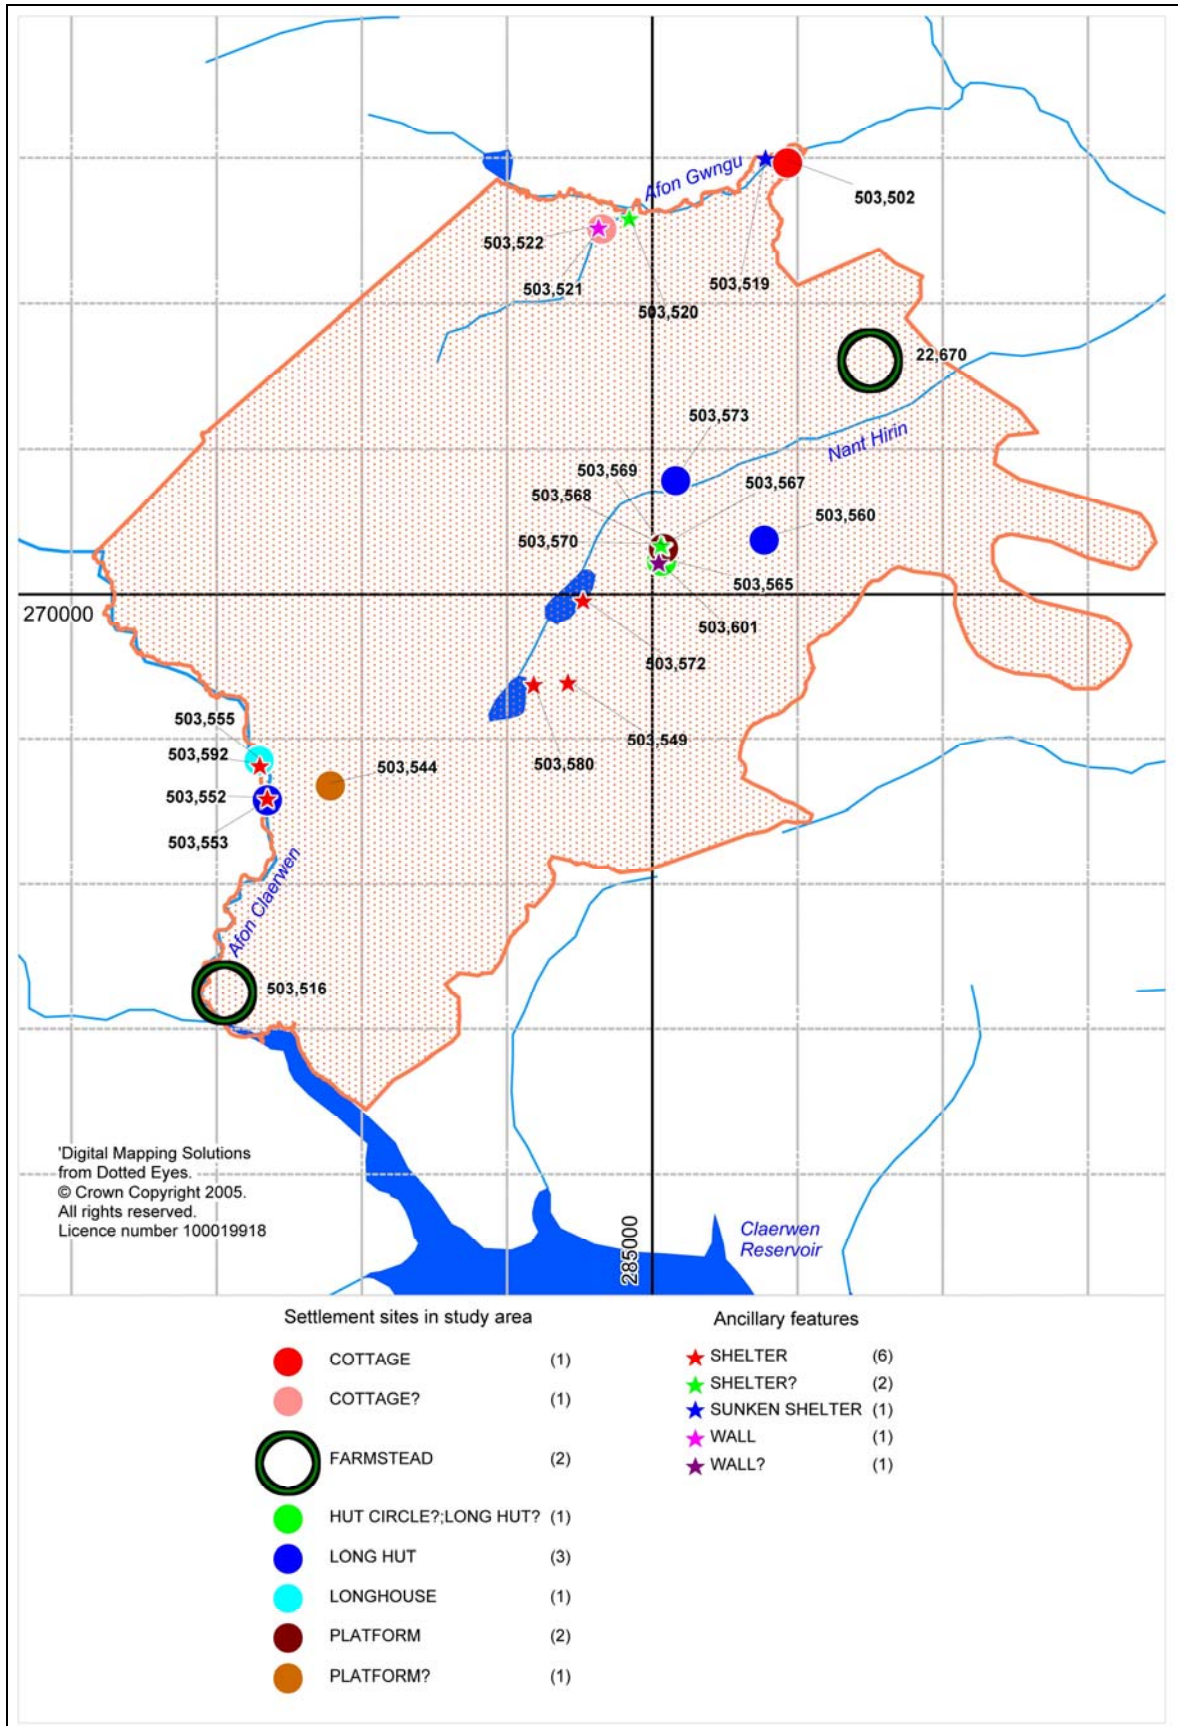 Afon Gwngu
503,502
503,522
503,521
503,519
503,520
22,670
503,573
Nant Hirin
503,569
503,567
503,568
503,560
503,570
503,565
270000
503,601
503,572
503,555
503,549
503,592
503,544
503,580
503,552
503,553
Afon Claerwen
503,516
'Digital Mapping Solutions
from Dotted Eyes.
© Crown Copyright 2005.
All rights reserved.
Licence number 100019918
285000
Claerwen
Reservoir
Settlement sites in study area
COTTAGE (1)
COTTAGE? (1)
FARMSTEAD (2)
HUT CIRCLE?;LONG HUT? (1)
LONG HUT (3)
LONGHOUSE (1)
PLATFORM (2)
PLATFORM? (1)
Ancillary features
SHELTER (6)
SHELTER? (2)
SUNKEN SHELTER (1)
WALL (1)
WALL? (1)